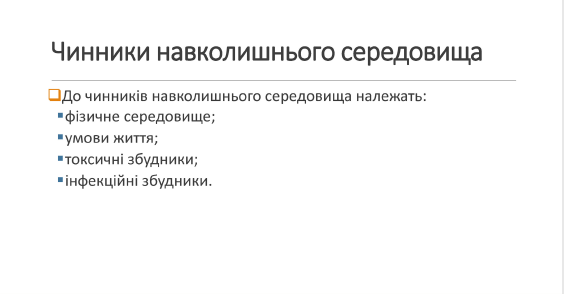 Чинники навколишнього середовища
До чинників навколишнього середовища належать:
фізичне середовище;
умови життя;
токсичні збудники;
інфекційні збудники.